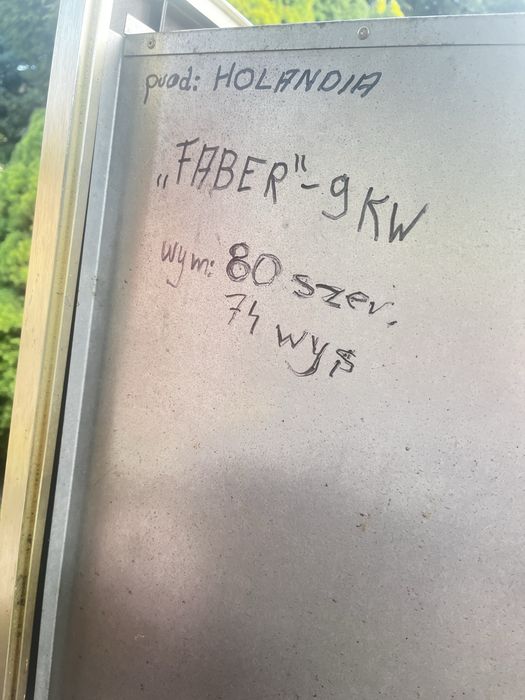 prod: HOLANDIA
„FABER"-9 KW
wym: 80 szer.
74 wys